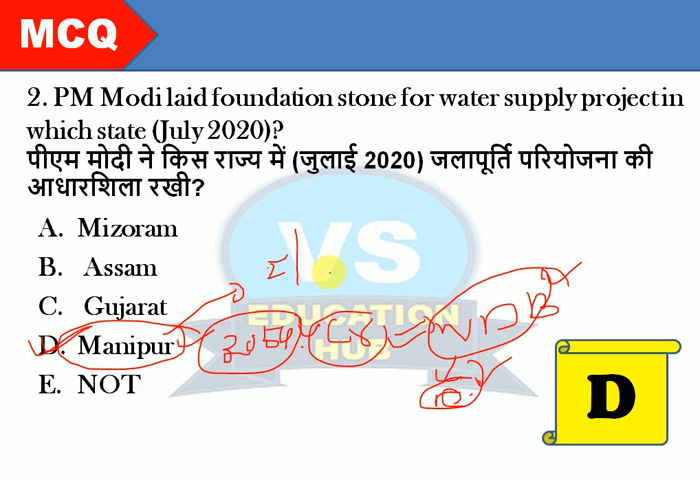 MCQ
2. PM Modi laid foundation stone for water supply project in
which state (July 2020)?
पीएम मोदी ने किस राज्य में (जुलाई 2020) जलापूर्ति परियोजना की
आधारशिला रखी?
A. Mizoram
B. Assam
C. Gujarat
D. Manipur
E. NOT
VS
EDUCATION
HUB
D